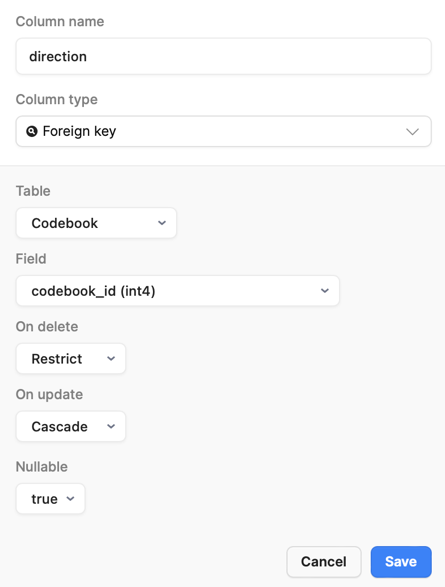 Column name
direction
Column type
Foreign key
Table
Codebook
Field
codebook_id (int4)
On delete
Restrict
On update
Cascade
Nullable
true
Cancel
Save